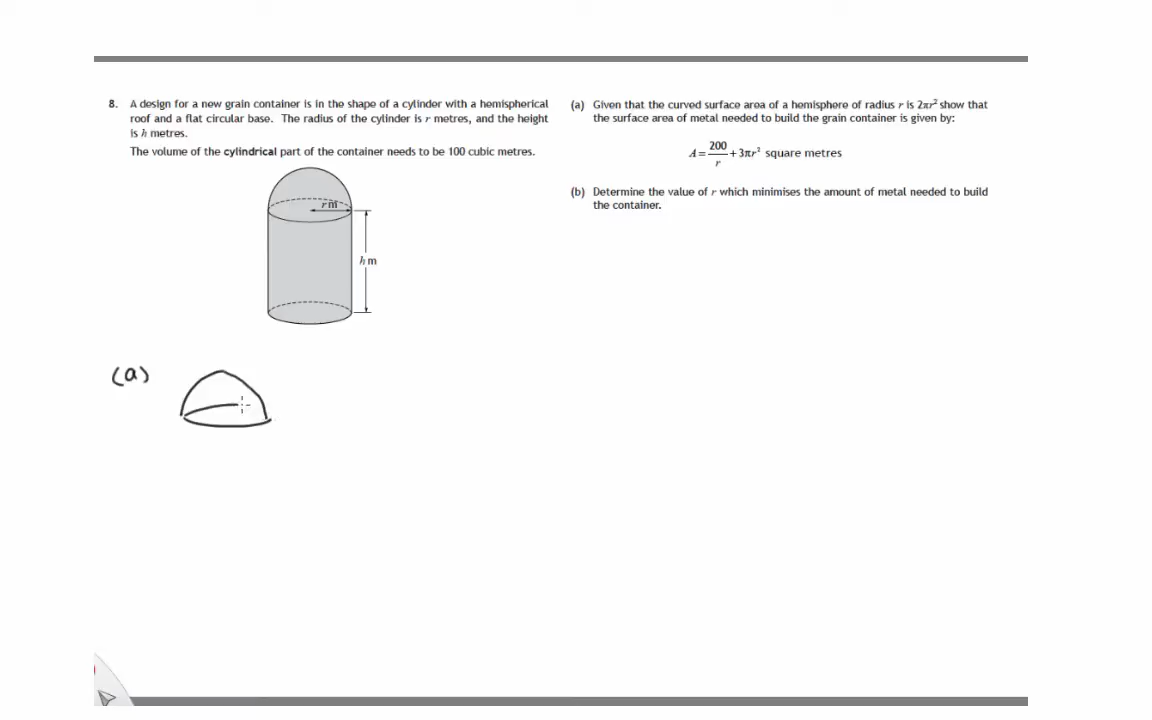 8. A design for a new grain container is in the shape of a cylinder with a hemispherical
roof and a flat circular base. The radius of the cylinder is r metres, and the height
is h metres.
The volume of the cylindrical part of the container needs to be 100 cubic metres.
r m
h m
(a) Given that the curved surface area of a hemisphere of radius r is 2πr² show that
the surface area of metal needed to build the grain container is given by:
A = 200/r + 3πr² square metres
(b) Determine the value of r which minimises the amount of metal needed to build
the container.
(a)